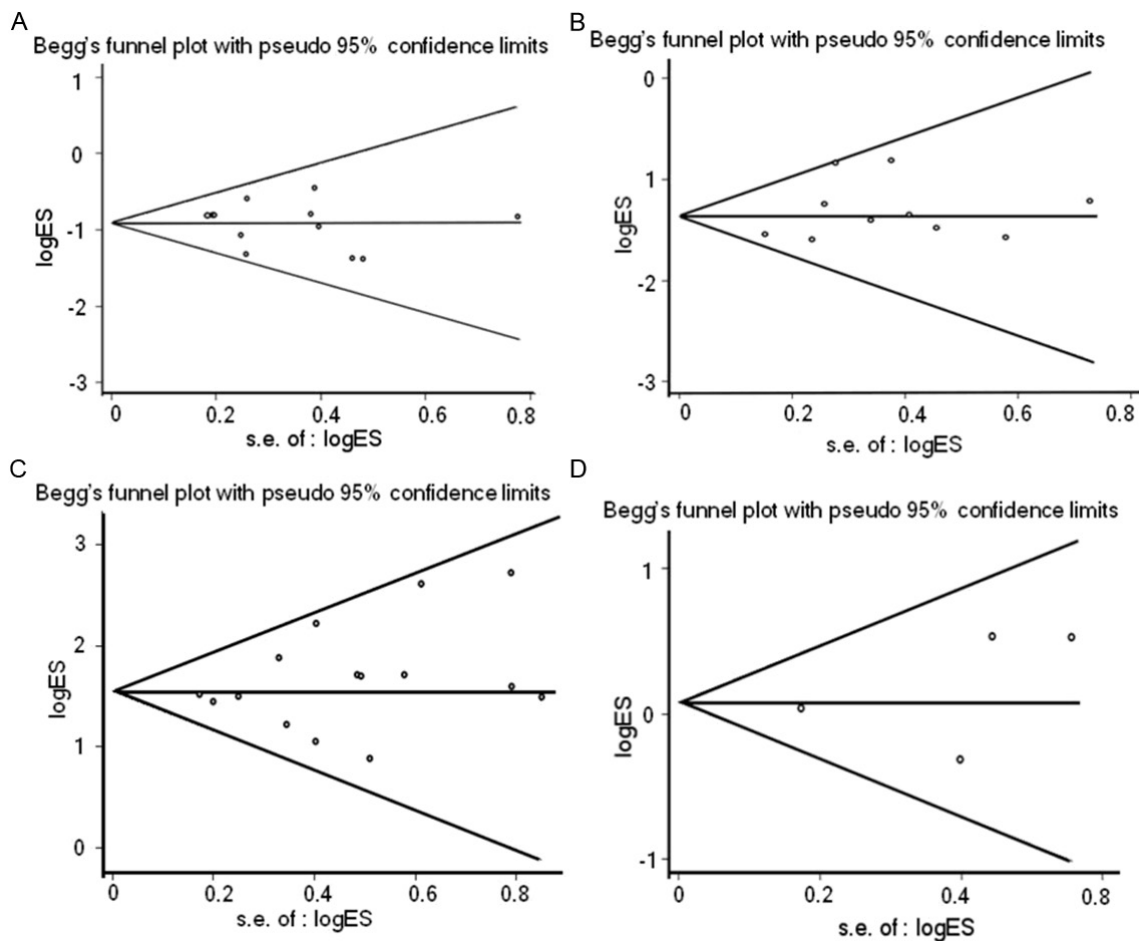 A
Begg's funnel plot with pseudo 95% confidence limits
1
0
-1
-2
-3
logES
0 0.2 0.4 0.6 0.8
s.e. of : logES
B
Begg's funnel plot with pseudo 95% confidence limits
0
1
-2
-3
logES
0 0.2 0.4 0.6 0.8
s.e. of : logES
C
Begg's funnel plot with pseudo 95% confidence limits
3
2
1
0
logES
0 0.2 0.4 0.6 0.8
s.e. of : logES
D
Begg's funnel plot with pseudo 95% confidence limits
1
0
-1
logES
0 0.2 0.4 0.8
s.e. of : logES